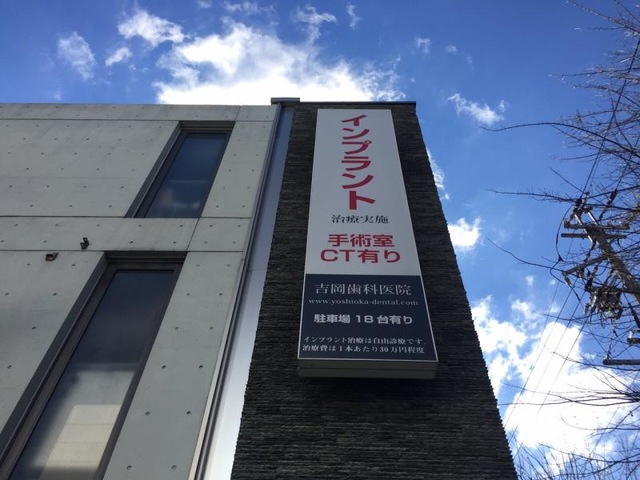 インプラント
治療実施
手術室
CT有り
吉岡歯科医院
www.yoshioka-dental.com
駐車場 18 台有り
インプラント治療は自由診療です。
治療費は1本あたり30万円程度